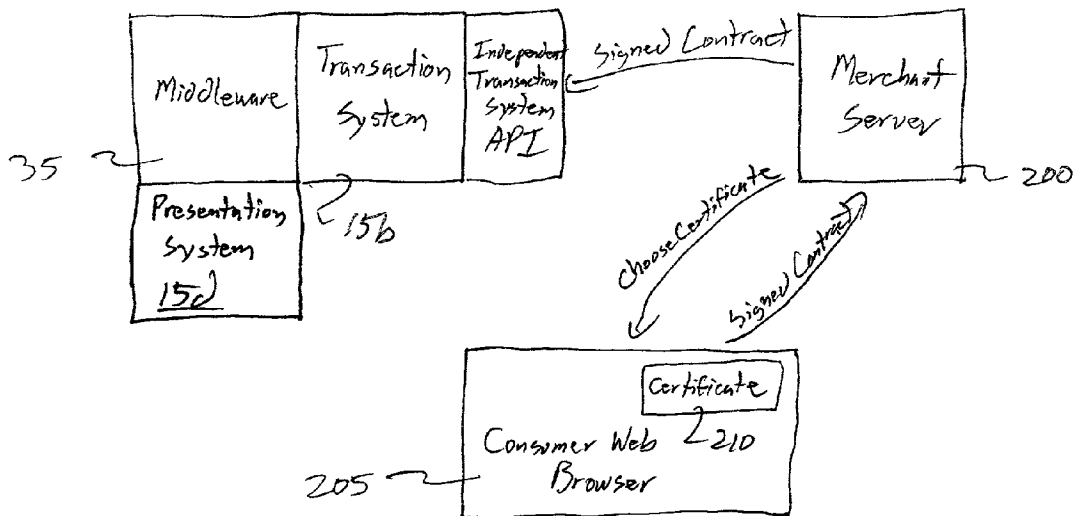 Middleware
Transaction
System
Independent
Transaction
System
API
Signed Contract
Merchant
Server
35
15b
200
Presentation
System
15d
Choose Certificate
Signed Contract
Certificate
210
Consumer Web
Browser
205